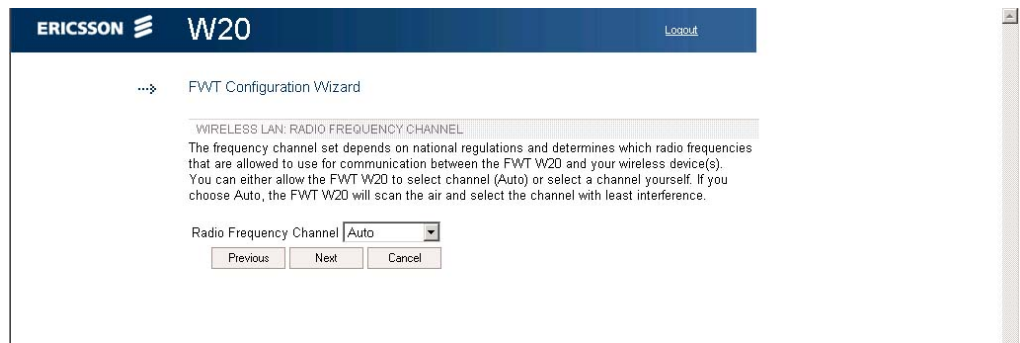 ERICSSON W20 Logout
FWT Configuration Wizard
WIRELESS LAN: RADIO FREQUENCY CHANNEL
The frequency channel set depends on national regulations and determines which radio frequencies
that are allowed to use for communication between the FWT W20 and your wireless device(s).
You can either allow the FWT W20 to select channel (Auto) or select a channel yourself. If you
choose Auto, the FWT W20 will scan the air and select the channel with least interference.
Radio Frequency Channel Auto
Previous Next Cancel